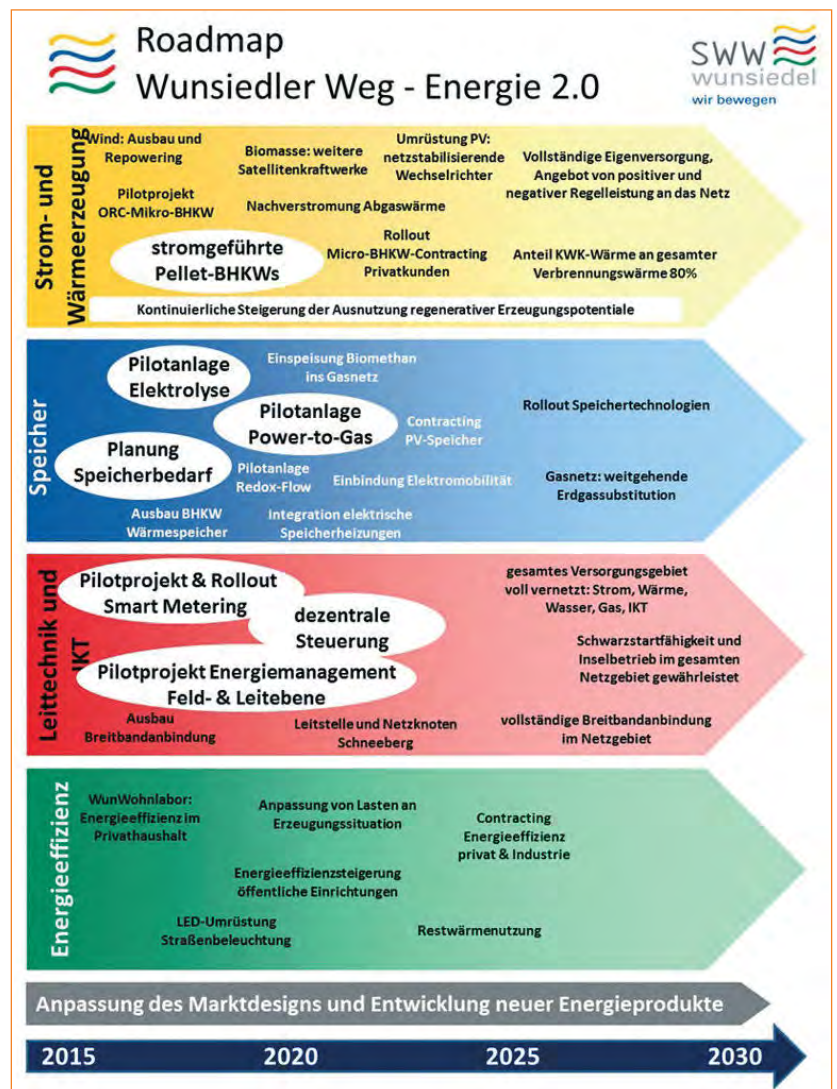 Roadmap
Wunsiedler Weg - Energie 2.0
SWW
wunsiedel
wir bewegen
Strom- und
Wärmeerzeugung
Wind: Ausbau und
Repowering
Biomasse: weitere
Satellitenkraftwerke
Umrüstung PV:
netzstabilisierende
Wechselrichter
Vollständige Eigenversorgung,
Angebot von positiver und
negativer Regelleistung an das Netz
Pilotprojekt
ORC-Mikro-BHKW
Nachverstromung Abgaswärme
stromgeführte
Pellet-BHKWs
Rollout
Micro-BHKW-Contracting
Privatkunden
Anteil KWK-Wärme an gesamter
Verbrennungswärme 80%
Kontinuierliche Steigerung der Ausnutzung regenerativer Erzeugungspotentiale
Speicher
Pilotanlage
Elektrolyse
Einspeisung Biomethan
ins Gasnetz
Pilotanlage
Power-to-Gas
Contracting
PV-Speicher
Rollout Speichertechnologien
Planung
Speicherbedarf
Pilotanlage
Redox-Flow
Einbindung Elektromobilität
Gasnetz: weitgehende
Erdgassubstitution
Ausbau BHKW
Wärmespeicher
Integration elektrische
Speicherheizungen
Leittechnik und
IKT
Pilotprojekt & Rollout
Smart Metering
dezentrale
Steuerung
gesamtes Versorgungsgebiet
voll vernetzt: Strom, Wärme,
Wasser, Gas, IKT
Pilotprojekt Energiemanagement
Feld- & Leitebene
Schwarzstartfähigkeit und
Inselbetrieb im gesamten
Netzgebiet gewährleistet
Ausbau
Breitbandanbindung
Leitstelle und Netzknoten
Schneeberg
vollständige Breitbandanbindung
im Netzgebiet
Energieeffizienz
WunWohnlabor:
Energieeffizienz im
Privathaushalt
Anpassung von Lasten an
Erzeugungssituation
Contracting
Energieeffizienz
privat & Industrie
Energieeffizienzsteigerung
öffentliche Einrichtungen
LED-Umrüstung
Straßenbeleuchtung
Restwärmenutzung
Anpassung des Marktdesigns und Entwicklung neuer Energieprodukte
2015 2020 2025 2030